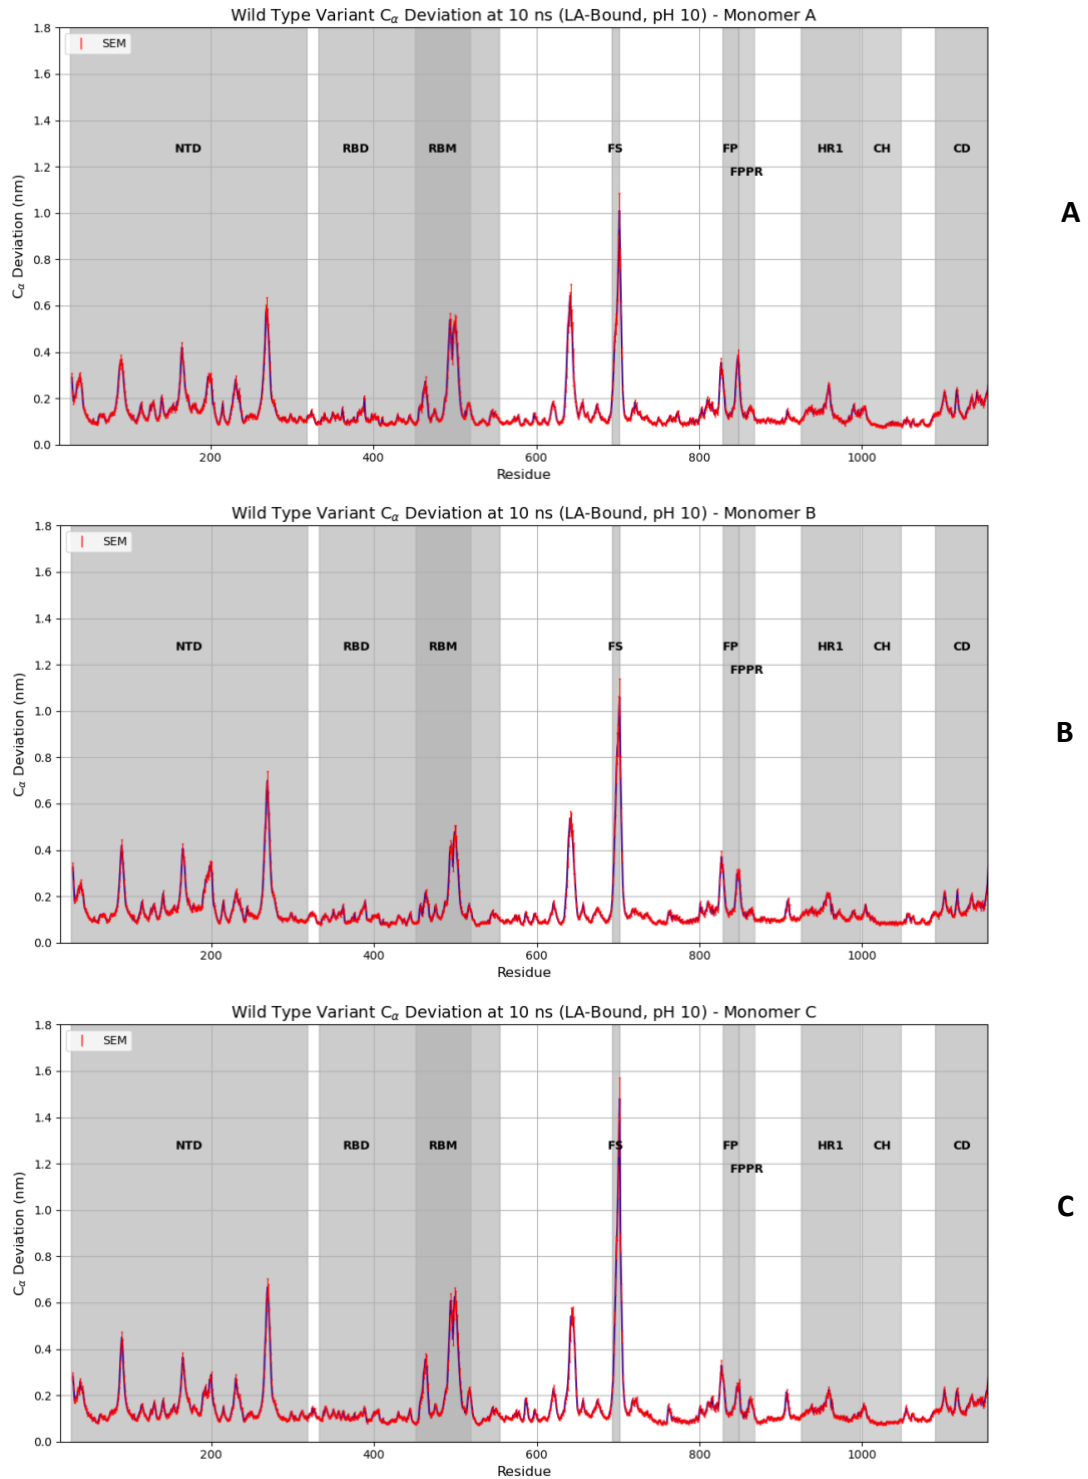 Wild Type Variant Cα Deviation at 10 ns (LA-Bound, pH 10) - Monomer A
1.8
1.6
1.4
1.2
1.0
0.8
0.6
0.4
0.2
0.0
Cα Deviation (nm)
SEM
NTD
RBD
RBM
FS
FP
FPPR
HR1
CH
CD
200
400
600
800
1000
Residue
A
Wild Type Variant Cα Deviation at 10 ns (LA-Bound, pH 10) - Monomer B
1.8
1.6
1.4
1.2
1.0
0.8
0.6
0.4
0.2
0.0
Cα Deviation (nm)
SEM
NTD
RBD
RBM
FS
FP
FPPR
HR1
CH
CD
200
400
600
800
1000
Residue
B
Wild Type Variant Cα Deviation at 10 ns (LA-Bound, pH 10) - Monomer C
1.8
1.6
1.4
1.2
1.0
0.8
0.6
0.4
0.2
0.0
Cα Deviation (nm)
SEM
NTD
RBD
RBM
FS
FP
FPPR
HR1
CH
CD
200
400
600
800
1000
Residue
C